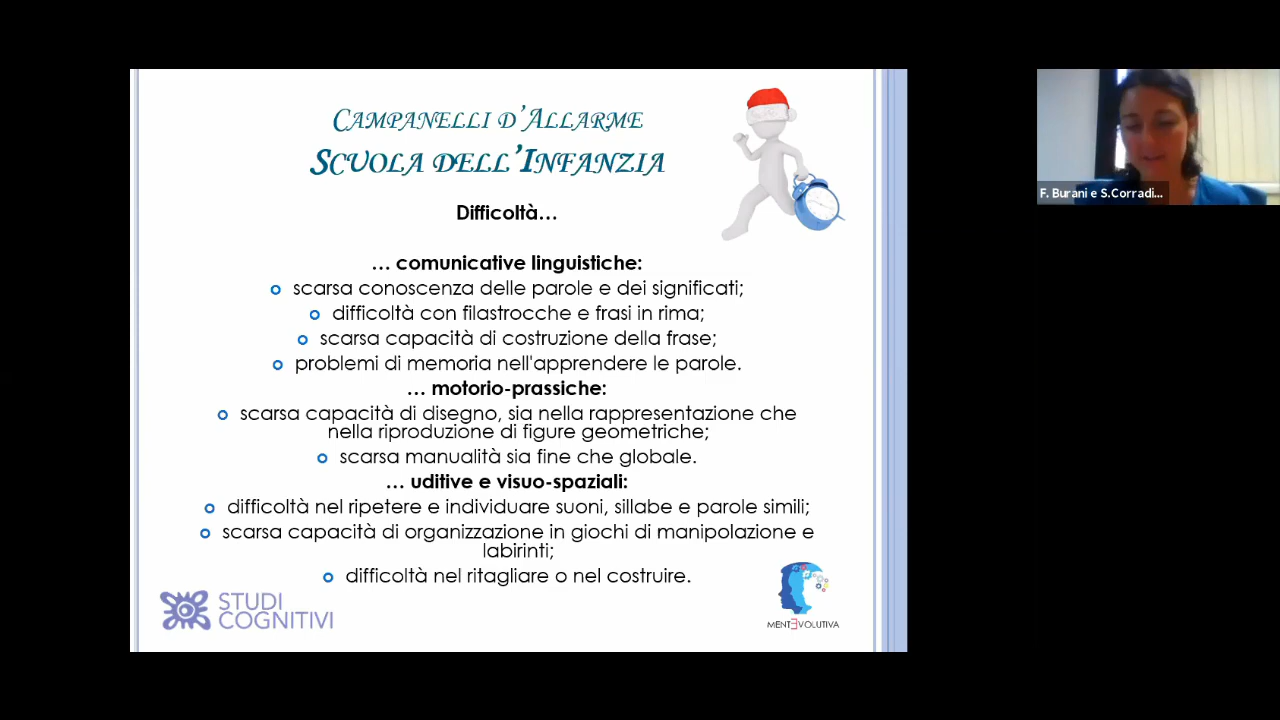 CAMPANELLI D'ALLARME
SCUOLA DELL'INFANZIA
Difficoltà…
… comunicative linguistiche:
scarsa conoscenza delle parole e dei significati;
difficoltà con filastrocche e frasi in rima;
scarsa capacità di costruzione della frase;
problemi di memoria nell'apprendere le parole.
… motorio-prassiche:
scarsa capacità di disegno, sia nella rappresentazione che
nella riproduzione di figure geometriche;
scarsa manualità sia fine che globale.
… uditive e visuo-spaziali:
difficoltà nel ripetere e individuare suoni, sillabe e parole simili;
scarsa capacità di organizzazione in giochi di manipolazione e
labirinti;
difficoltà nel ritagliare o nel costruire.
STUDI
COGNITIVI
MENTƎVOLUTIVA
F. Burani e S.Corradi...